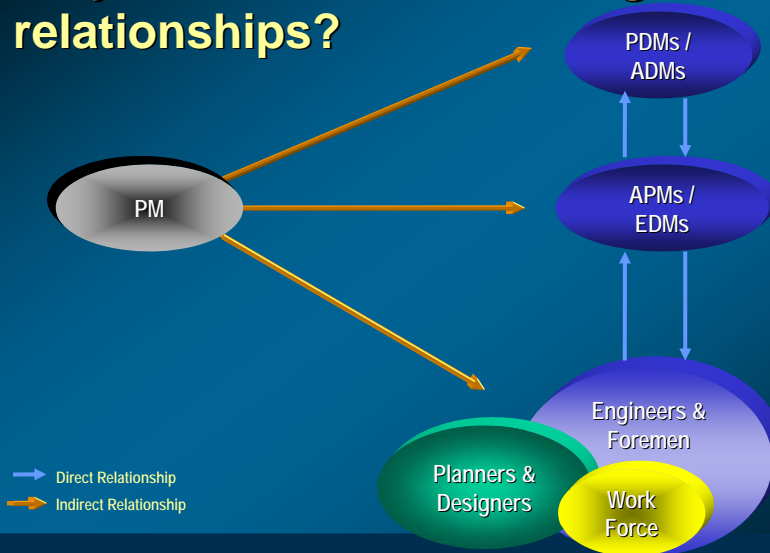 relationships?
PDMs /
ADMs
PM
APMs /
EDMs
Engineers &
Foremen
Planners &
Designers
Work
Force
Direct Relationship
Indirect Relationship